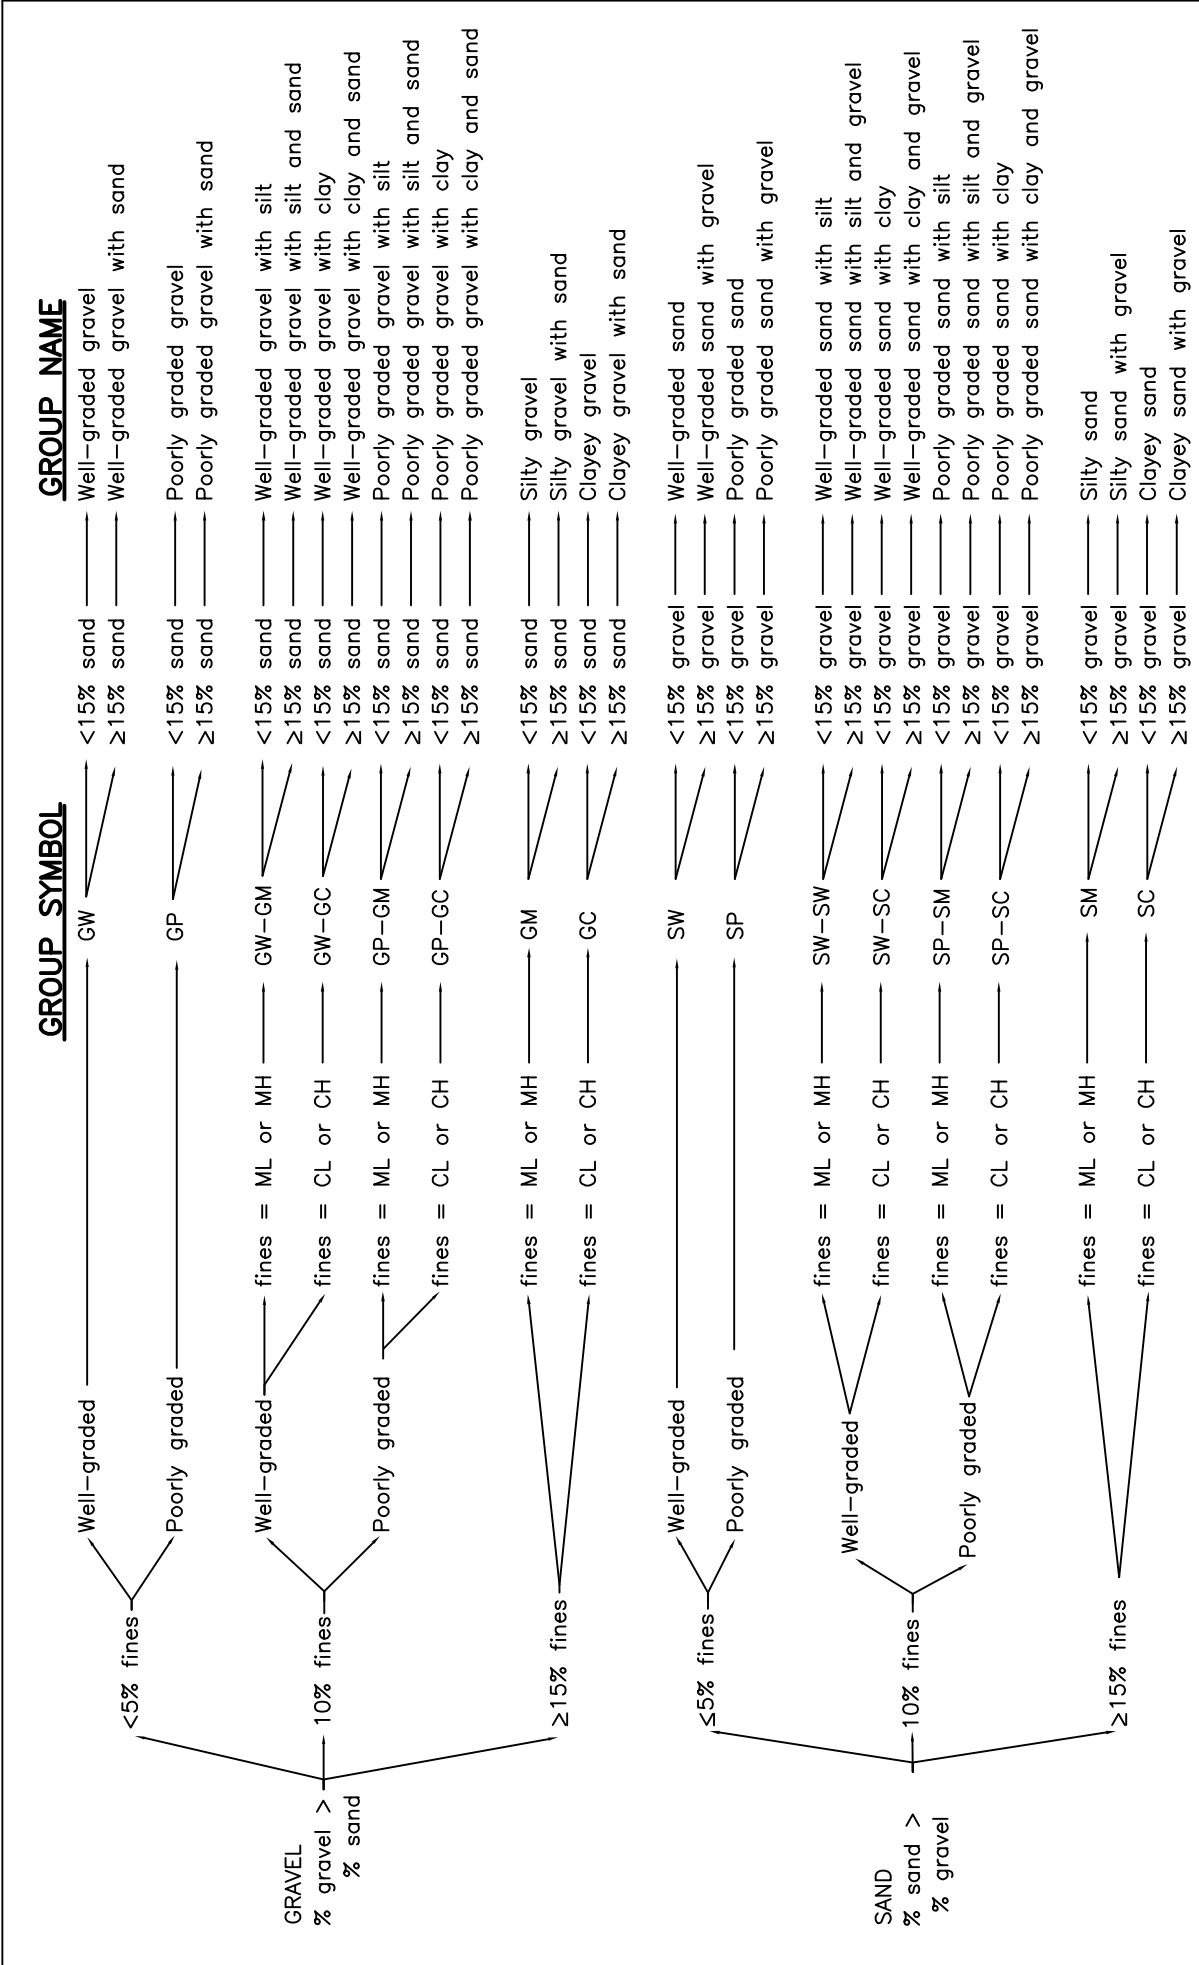 GROUP SYMBOL
GROUP NAME
GRAVEL
% gravel >
% sand
<5% fines
Well-graded
GW
<15% sand
Well-graded gravel
≥15% sand
Well-graded gravel with sand
Poorly graded
GP
<15% sand
Poorly graded gravel
≥15% sand
Poorly graded gravel with sand
10% fines
Well-graded
fines = ML or MH
GW-GM
<15% sand
Well-graded gravel with silt
≥15% sand
Well-graded gravel with silt and sand
fines = CL or CH
GW-GC
<15% sand
Well-graded gravel with clay
≥15% sand
Well-graded gravel with clay and sand
Poorly graded
fines = ML or MH
GP-GM
<15% sand
Poorly graded gravel with silt
≥15% sand
Poorly graded gravel with silt and sand
fines = CL or CH
GP-GC
<15% sand
Poorly graded gravel with clay
≥15% sand
Poorly graded gravel with clay and sand
≥15% fines
fines = ML or MH
GM
<15% sand
Silty gravel
≥15% sand
Silty gravel with sand
fines = CL or CH
GC
<15% sand
Clayey gravel
≥15% sand
Clayey gravel with sand
SAND
% sand >
% gravel
≤5% fines
Well-graded
SW
<15% gravel
Well-graded sand
≥15% gravel
Well-graded sand with gravel
Poorly graded
SP
<15% gravel
Poorly graded sand
≥15% gravel
Poorly graded sand with gravel
10% fines
Well-graded
fines = ML or MH
SW-SW
<15% gravel
Well-graded sand with silt
≥15% gravel
Well-graded sand with silt and gravel
fines = CL or CH
SW-SC
<15% gravel
Well-graded sand with clay
≥15% gravel
Well-graded sand with clay and gravel
Poorly graded
fines = ML or MH
SP-SM
<15% gravel
Poorly graded sand with silt
≥15% gravel
Poorly graded sand with silt and gravel
fines = CL or CH
SP-SC
<15% gravel
Poorly graded sand with clay
≥15% gravel
Poorly graded sand with clay and gravel
≥15% fines
fines = ML or MH
SM
<15% gravel
Silty sand
≥15% gravel
Silty sand with gravel
fines = CL or CH
SC
<15% gravel
Clayey sand
≥15% gravel
Clayey sand with gravel